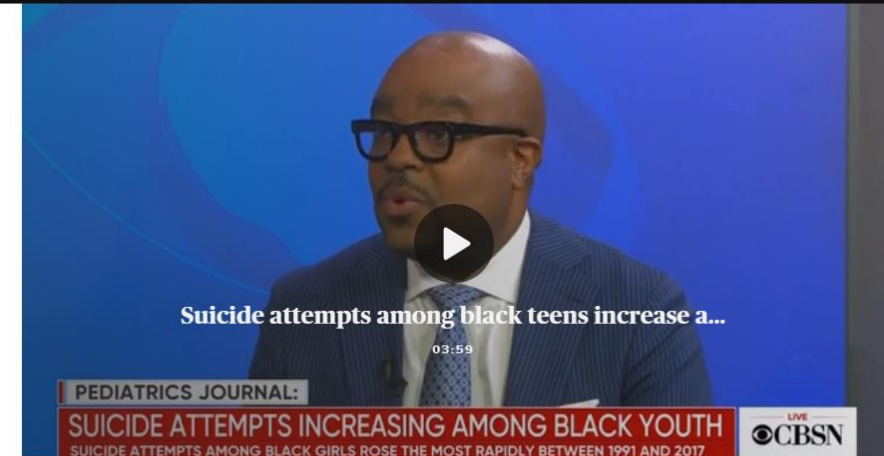 Suicide attempts among black teens increase a...
03:59
PEDIATRICS JOURNAL:
SUICIDE ATTEMPTS INCREASING AMONG BLACK YOUTH
SUICIDE ATTEMPTS AMONG BLACK GIRLS ROSE THE MOST RAPIDLY BETWEEN 1991 AND 2017
LIVE
CBSN